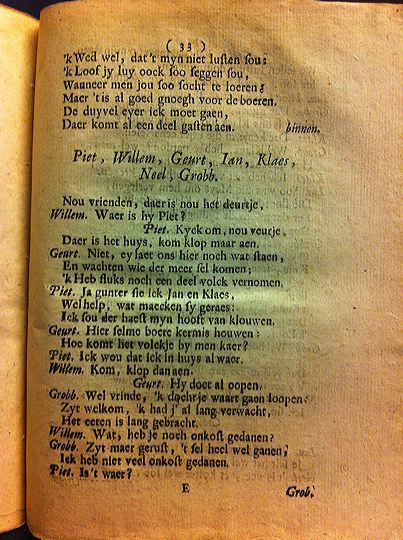 ( 33 )
'k Wed wel, dat 't myn niet lusten sou:
'k Loof jy luy oock soo seggen sou,
Wanneer men jou soo socht te loeren:
Maer 't is al goed gnoegh voor de boeren.
De duyvel eyer ick moet gaen,
Daer komt al een deel gasten aen. binnen.
Piet, Willem, Geurt, Ian, Klaes,
Neel, Grobb.
Nou vrienden, daer is nou het deurtje,
Willem. Waer is hy Piet?
Piet. Kyck om, nou veurje,
Daer is het huys, kom klop maar aen.
Geurt. Niet, ey laet ons hier noch wat staen,
En wachten wie der meer sel komen;
'k Heb fluks noch een deel volck vernomen.
Piet. Ja gunter sie ick Jan en Klaes,
Wel help, wat maecken sy geraes:
Ick sou der haest myn hooft van klouwen.
Geurt. Hier selme boere kermis houwen:
Hoe komt het volckje by men kaer?
Piet. Ick wou dat ick in huys al waer.
Willem. Kom, klop dan aen.
Geurt. Hy doet al open.
Grobb. Wel vrinde, 'k docht je waart gaen loopen:
Zyt welkom, 'k had j' al lang verwacht,
Het eeten is lang gebracht.
Willem. Wat, heb je noch onkost gedanen?
Grobb. Zyt maer gerust, 't sel heel wel ganen,
Ick heb niet veel onkost gedanen.
Piet. Is 't waer?
E Grob.